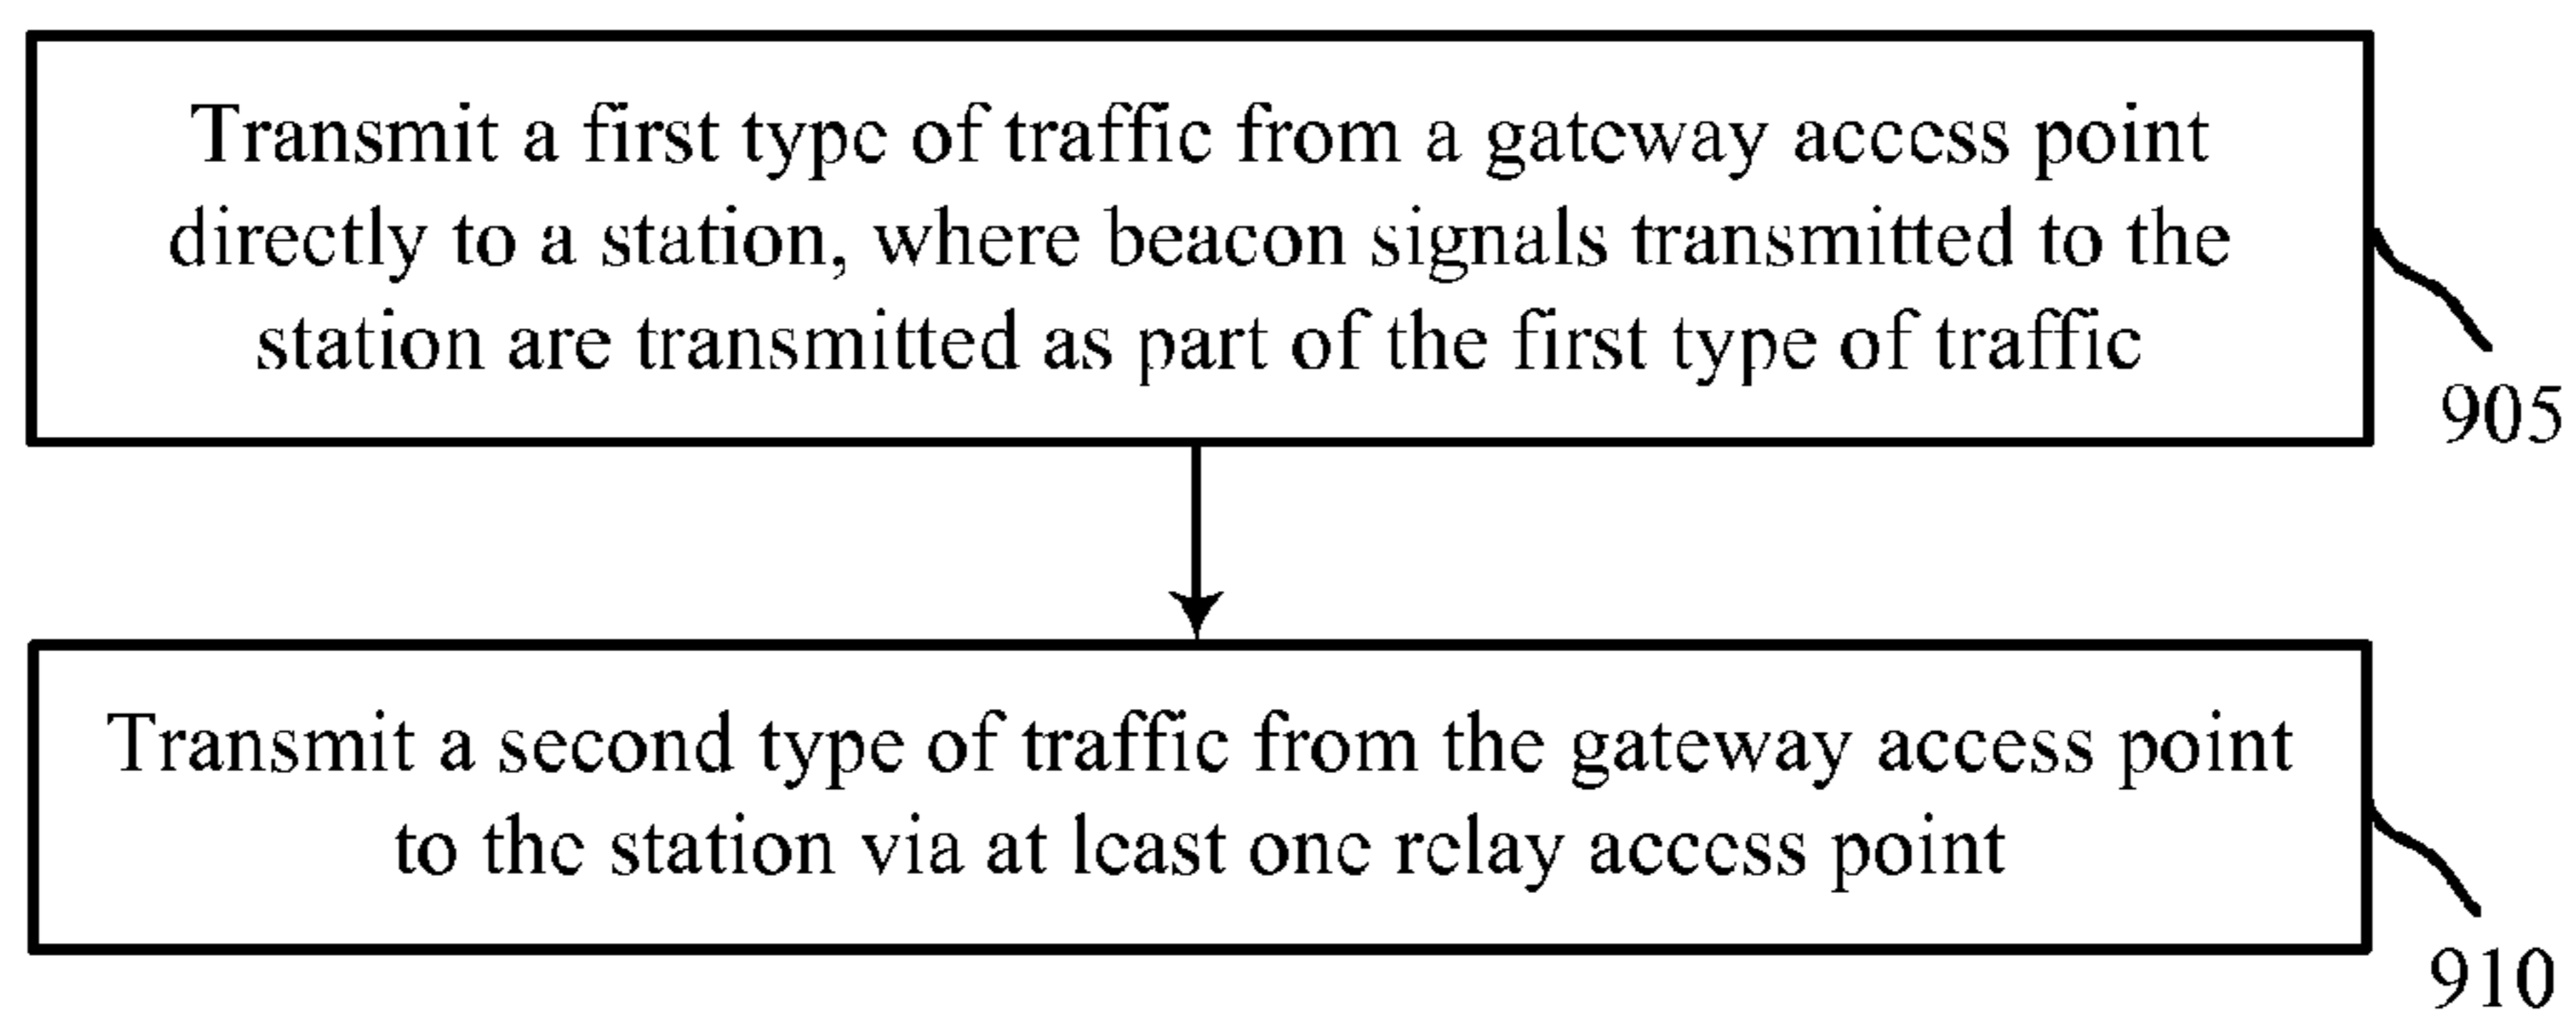 Transmit a first type of traffic from a gateway access point
directly to a station, where beacon signals transmitted to the
station are transmitted as part of the first type of traffic
905
Transmit a second type of traffic from the gateway access point
to the station via at least one relay access point
910